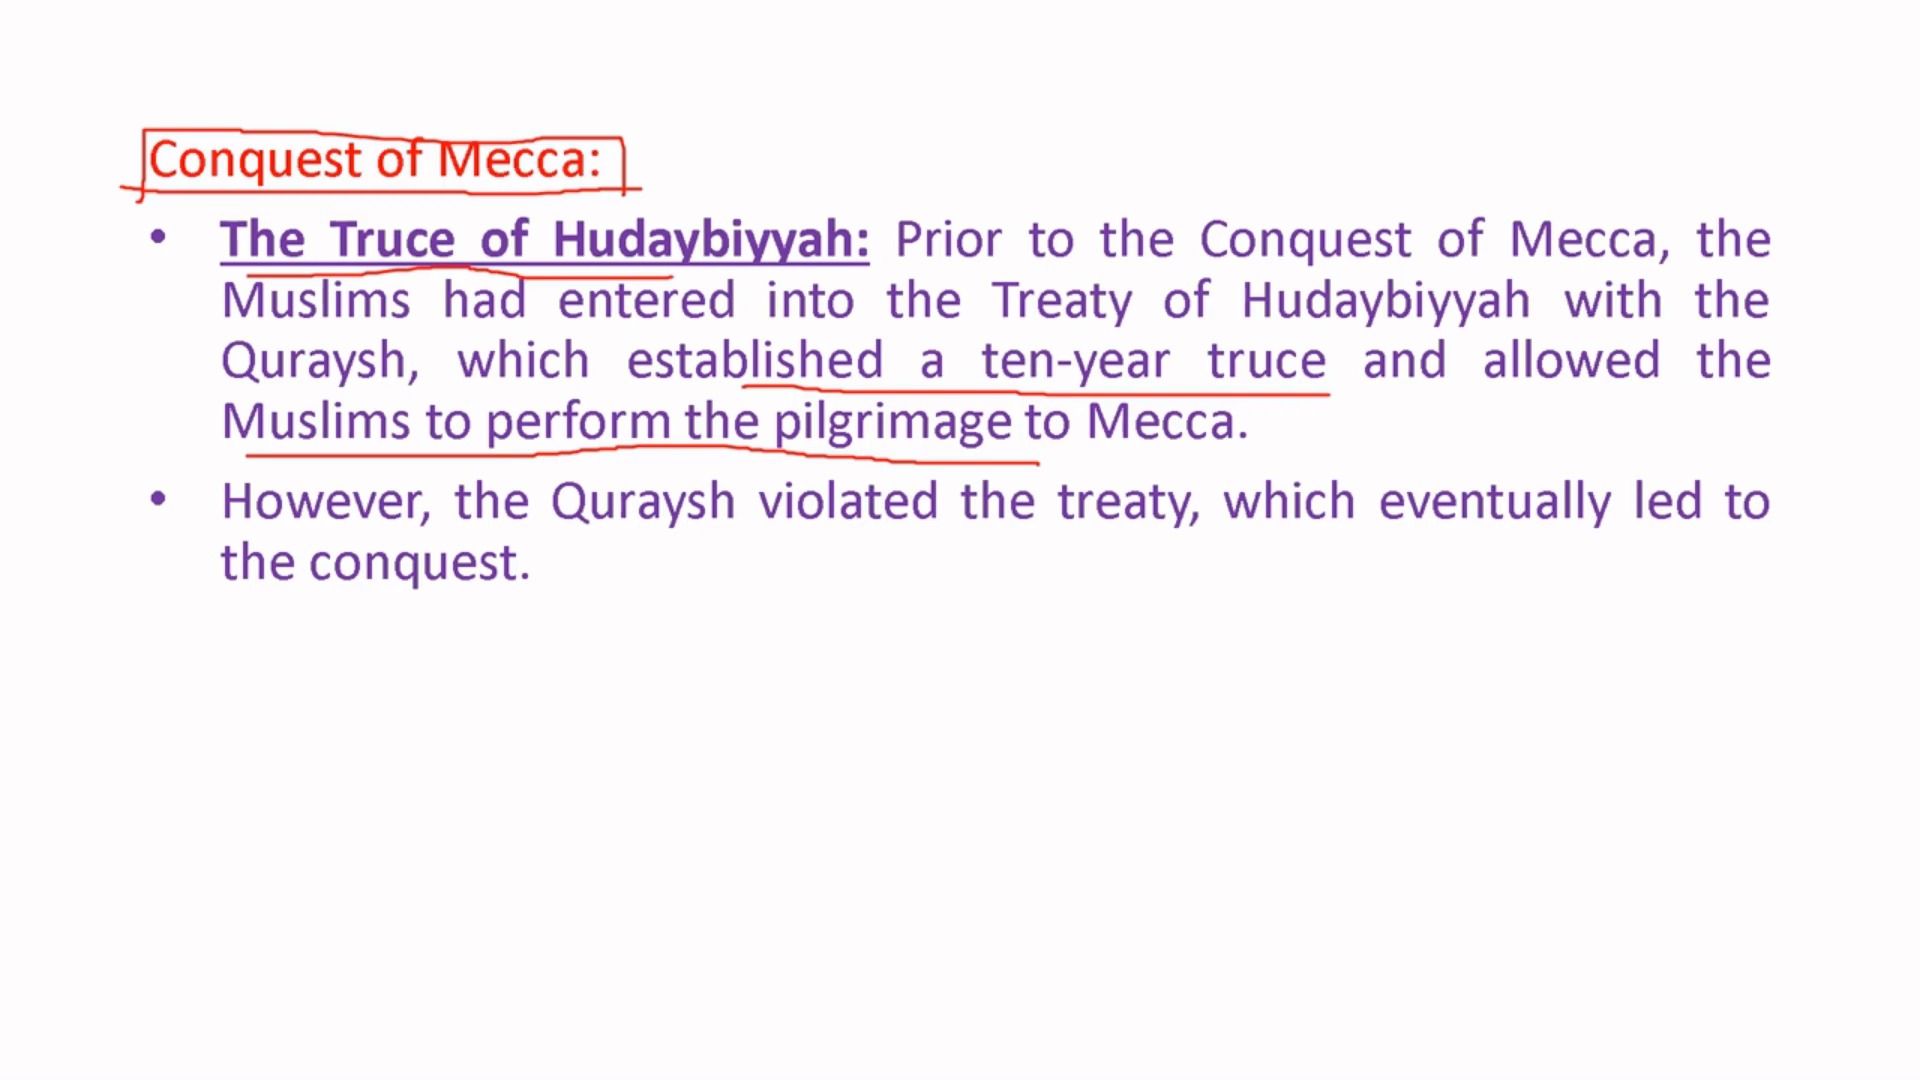 Conquest of Mecca:
• The Truce of Hudaybiyyah: Prior to the Conquest of Mecca, the
Muslims had entered into the Treaty of Hudaybiyyah with the
Quraysh, which established a ten-year truce and allowed the
Muslims to perform the pilgrimage to Mecca.
• However, the Quraysh violated the treaty, which eventually led to
the conquest.